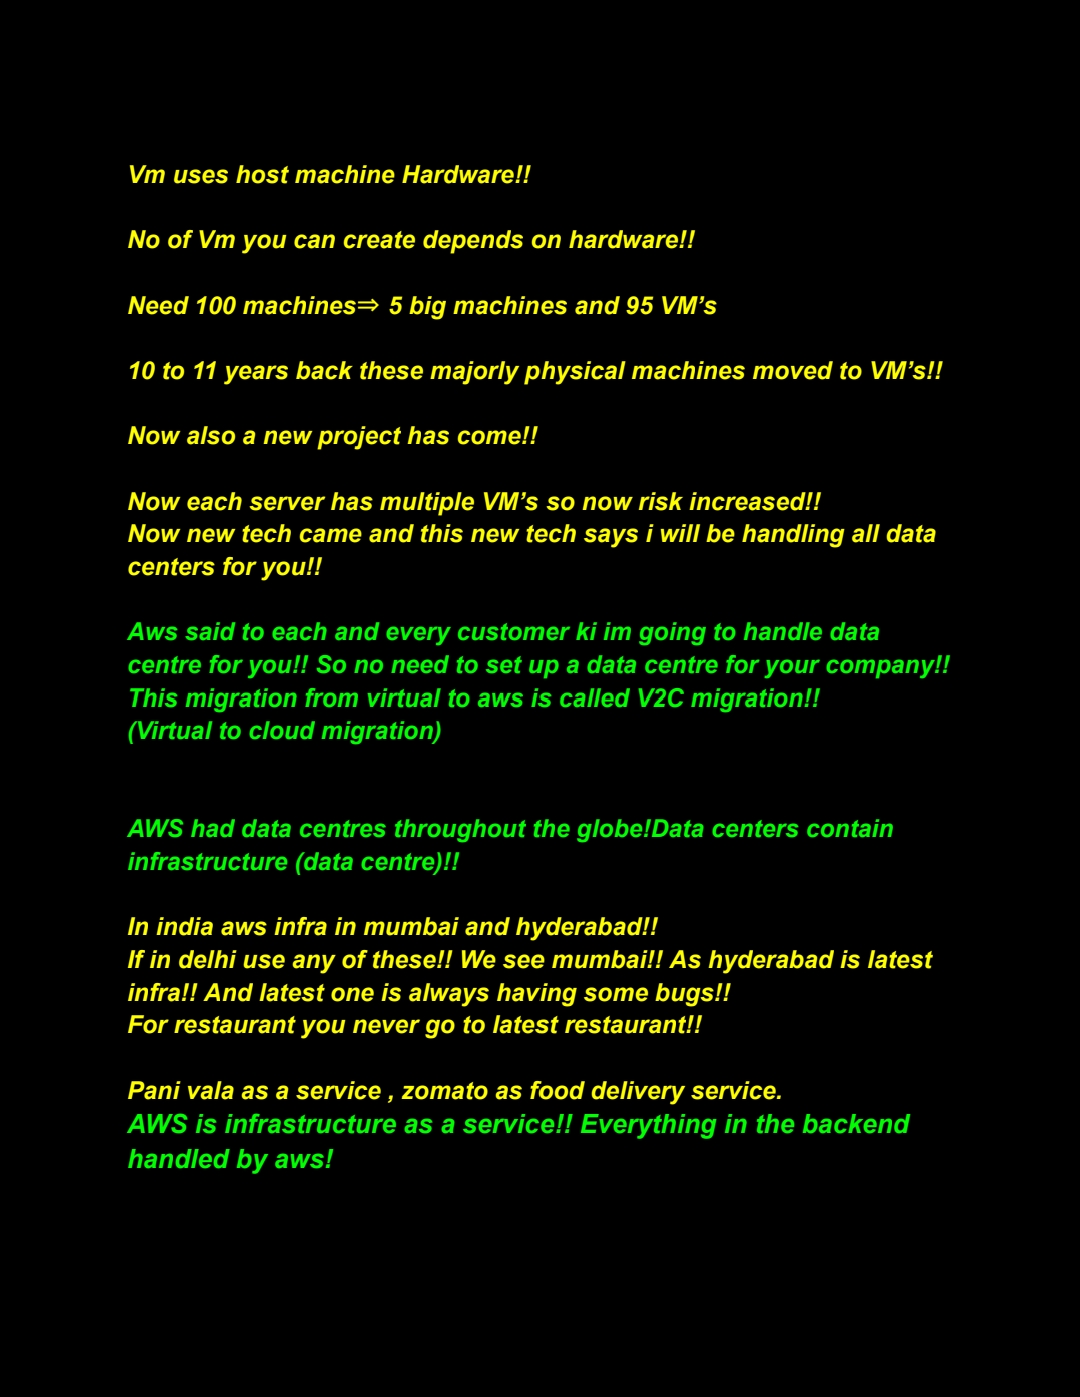 Vm uses host machine Hardware!!
No of Vm you can create depends on hardware!!
Need 100 machines⇒ 5 big machines and 95 VM’s
10 to 11 years back these majorly physical machines moved to VM’s!!
Now also a new project has come!!
Now each server has multiple VM’s so now risk increased!!
Now new tech came and this new tech says i will be handling all data
centers for you!!
Aws said to each and every customer ki im going to handle data
centre for you!! So no need to set up a data centre for your company!!
This migration from virtual to aws is called V2C migration!!
(Virtual to cloud migration)
AWS had data centres throughout the globe!Data centers contain
infrastructure (data centre)!!
In india aws infra in mumbai and hyderabad!!
If in delhi use any of these!! We see mumbai!! As hyderabad is latest
infra!! And latest one is always having some bugs!!
For restaurant you never go to latest restaurant!!
Pani vala as a service , zomato as food delivery service.
AWS is infrastructure as a service!! Everything in the backend
handled by aws!